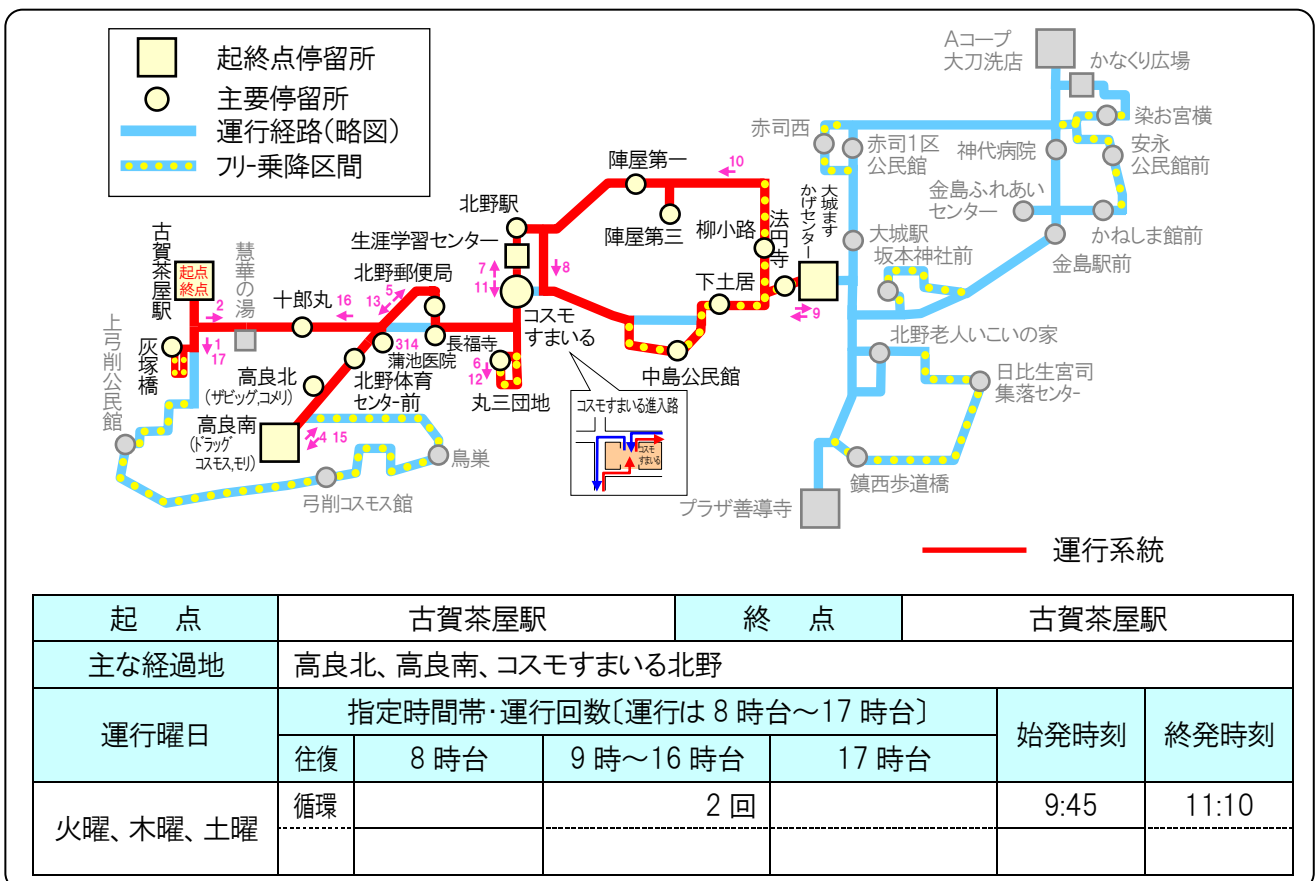 起終点停留所
主要停留所
運行経路(略図)
フリー乗降区間
Aコープ
大刀洗店
かなくり広場
染お宮横
安永
公民館前
赤司西
赤司1区
公民館
神代病院
金島ふれあい
センター
かねしま館前
金島駅前
大城駅
坂本神社前
陣屋第一
10
陣屋第三
柳小路
法円寺
大城ます
かげセンター
9
下土居
中島公民館
北野駅
生涯学習センター
7
8
11
コスモ
すまいる
北野郵便局
5
13
古賀茶屋駅
起点
終点
慧華の湯
2
十郎丸
16
1
17
灰塚橋
上弓削公民館
314
蒲池医院
長福寺
6
12
丸三団地
高良北
(ザビッグ,コメリ)
北野体育
センター前
高良南
(ドラッグ
コスモス,モリ)
4 15
鳥巣
弓削コスモス館
コスモすまいる進入路
コスモ
すまいる
北野老人いこいの家
日比生宮司
集落センター
鎮西歩道橋
プラザ善導寺
運行系統
起 点 古賀茶屋駅 終 点 古賀茶屋駅
主な経過地 高良北、高良南、コスモすまいる北野
運行曜日 指定時間帯・運行回数〔運行は8時台～17時台〕 始発時刻 終発時刻
往復 8時台 9時～16時台 17時台
火曜、木曜、土曜 循環 2回 9:45 11:10